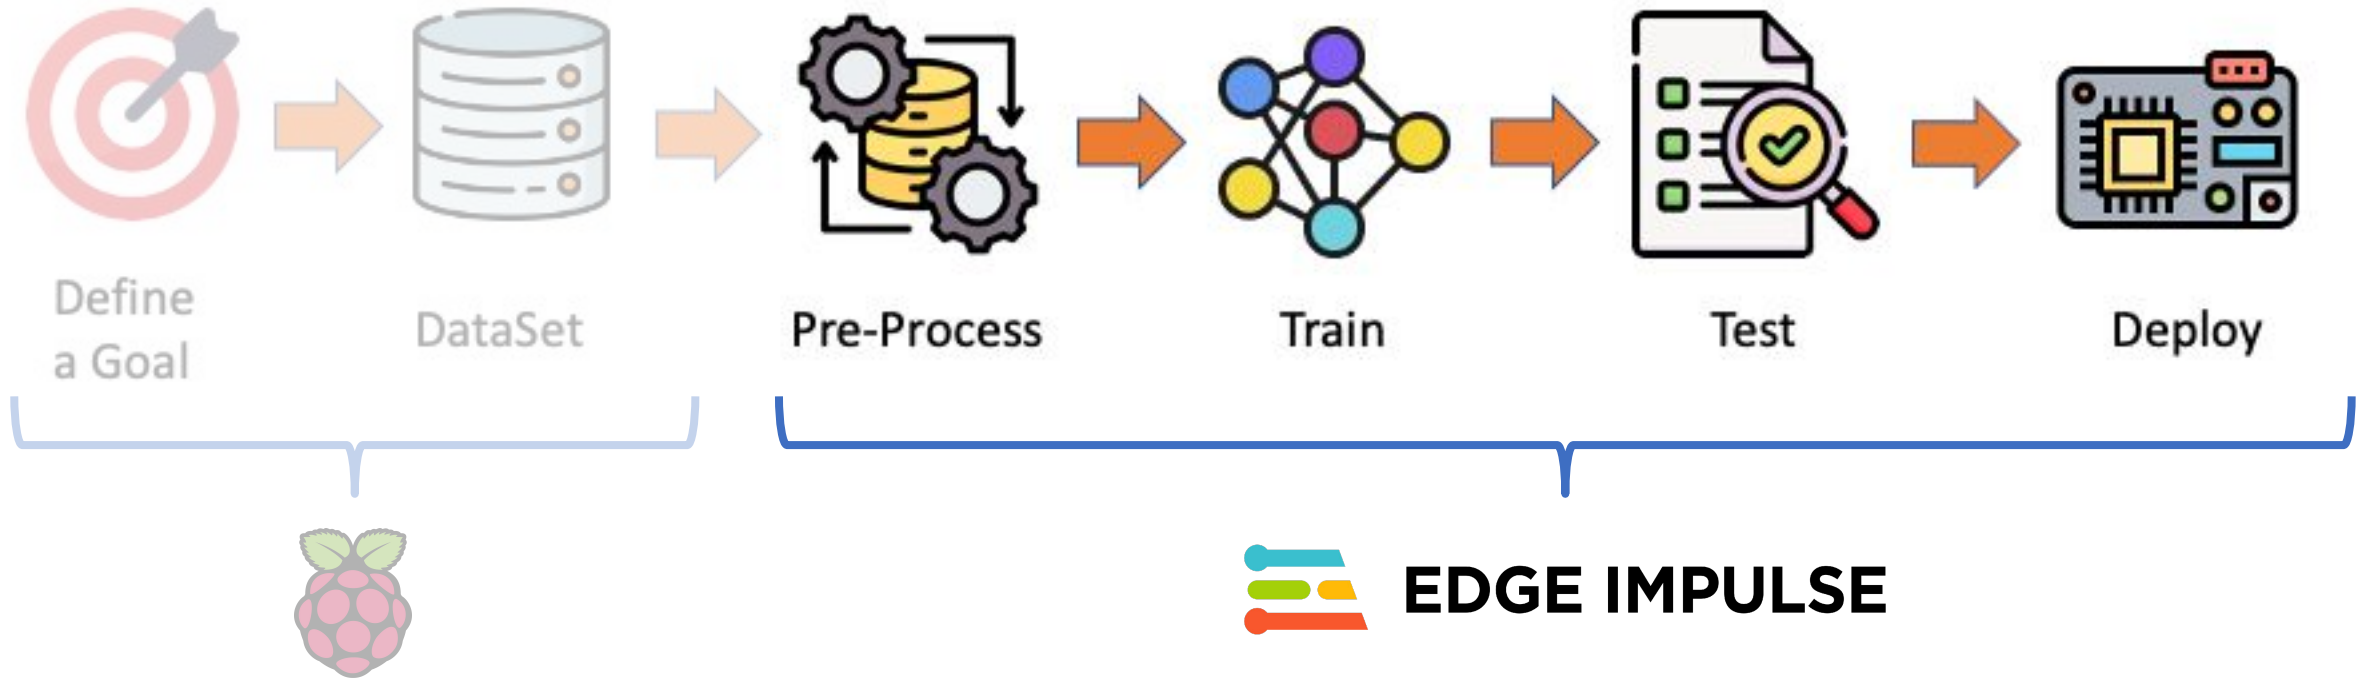 Define
a Goal
DataSet
Pre-Process
Train
Test
Deploy
EDGE IMPULSE